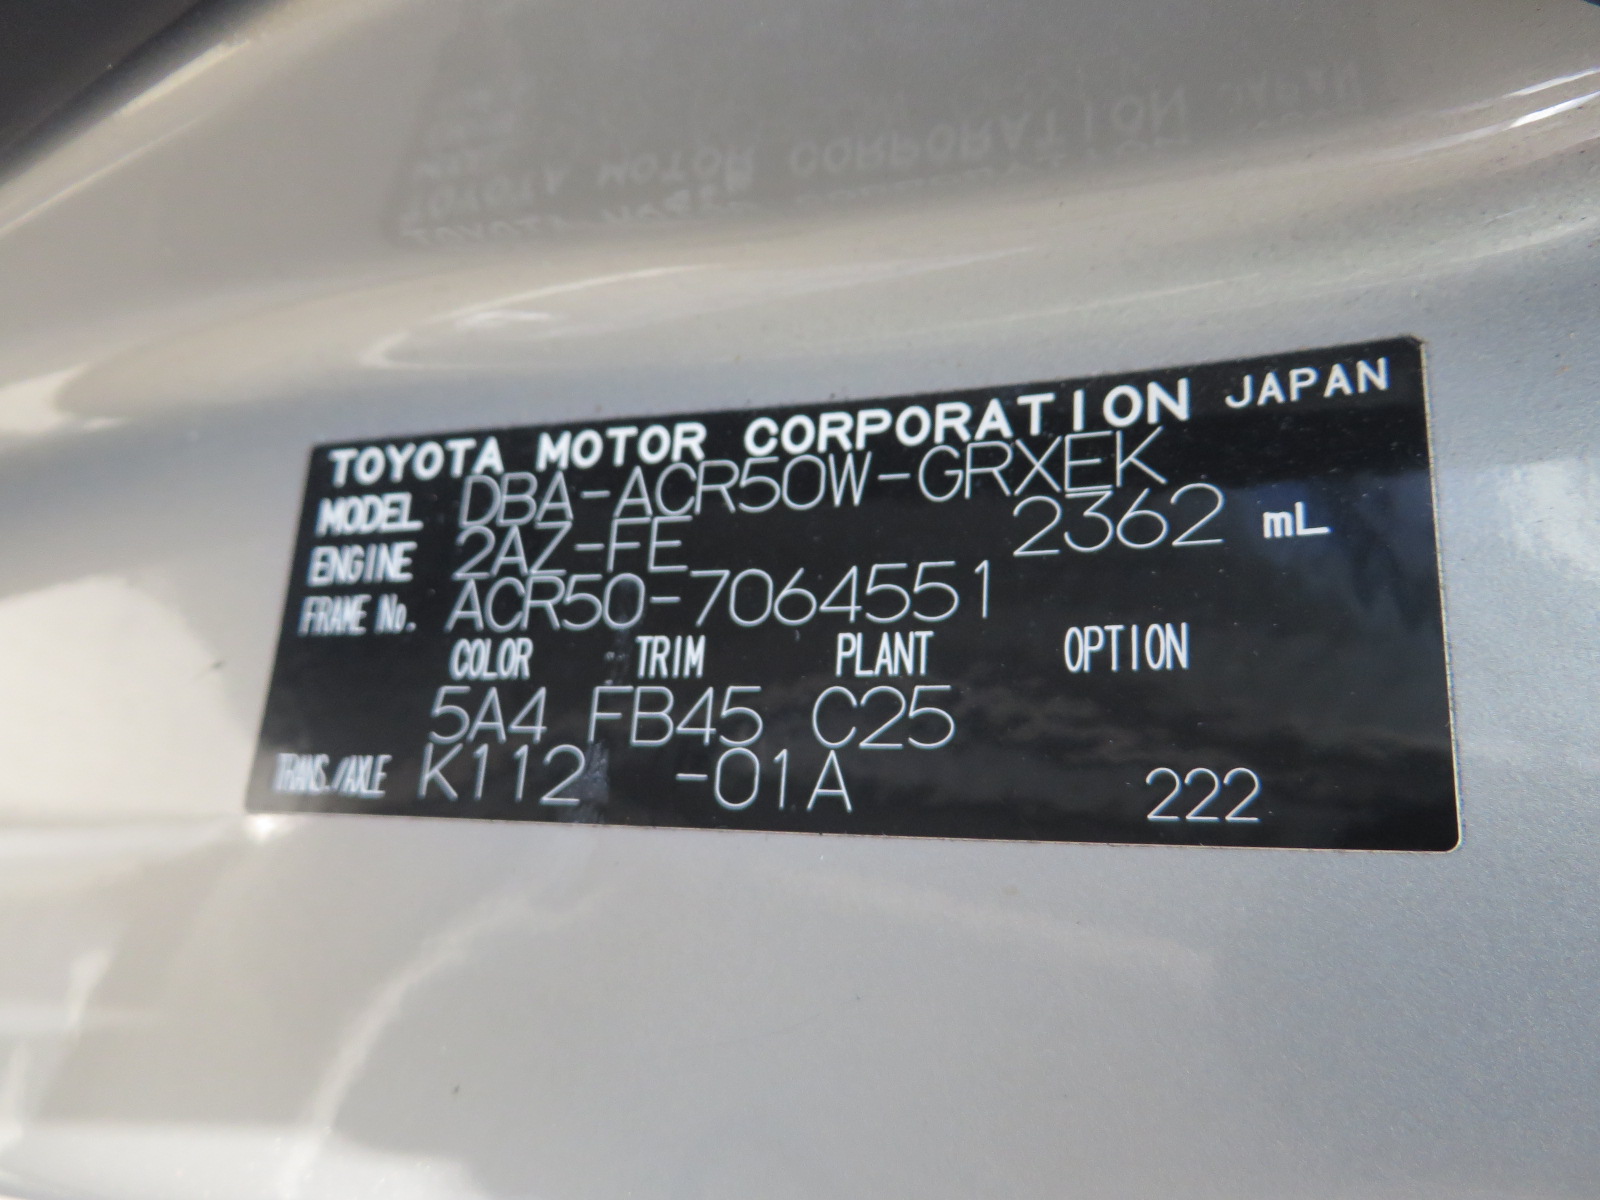 TOYOTA MOTOR CORPORATION JAPAN
MODEL DBA-ACR50W-GRXEK
ENGINE 2AZ-FE 2362 mL
FRAME No. ACR50-7064551
COLOR TRIM PLANT OPTION
5A4 FB45 C25
TRANS./AXLE K112 -01A 222